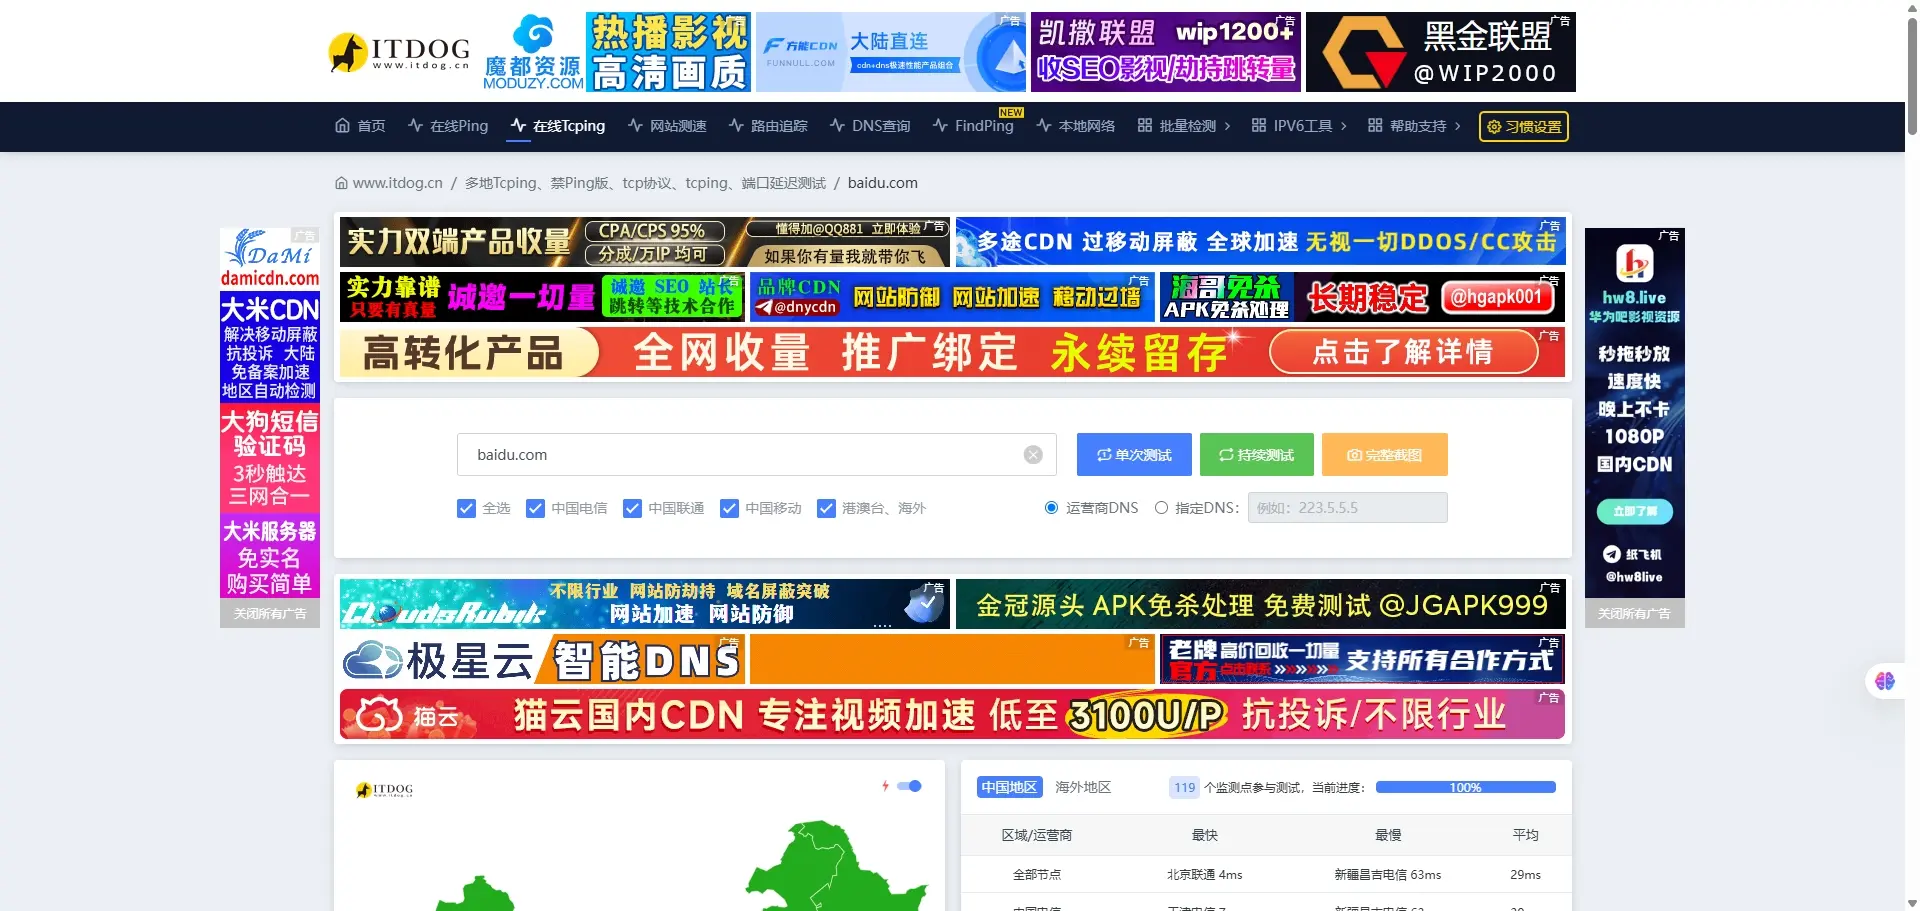 ITDOG
www.itdog.cn
魔都资源
MODUZY.COM
热播影视
高清画质
广告
方能CDN
FUNNULL.COM
大陆直连
cdn+dns极速性能产品组合
广告
凯撒联盟 wip1200+
收SEO影视/劫持跳转量
广告
黑金联盟
@WIP2000
广告
首页
在线Ping
在线Tcping
网站测速
路由追踪
DNS查询
FindPing
NEW
本地网络
批量检测
IPV6工具
帮助支持
习惯设置
www.itdog.cn / 多地Tcping、禁Ping版、tcp协议、tcping、端口延迟测试 / baidu.com
广告
DaMi
damicdn.com
大米CDN
解决移动屏蔽
抗投诉 大陆
免备案加速
地区自动检测
大狗短信
验证码
3秒触达
三网合一
大米服务器
免实名
购买简单
关闭所有广告
实力双端产品收量
CPA/CPS 95%
分成/万IP 均可
懂得加@QQ881 立即体验
如果你有量我就带你飞
广告
多途CDN 过移动屏蔽 全球加速 无视一切DDOS/CC攻击
广告
实力靠谱
只要有真量
诚邀一切量
诚邀 SEO 站长
跳转等技术合作
广告
品牌CDN
@dnycdn
网站防御 网站加速 移动过墙
广告
海哥免杀
APK免杀处理
长期稳定
@hgapk001
广告
高转化产品
全网收量 推广绑定 永续留存
点击了解详情
广告
广告
hw8.live
华为吧影视资源
秒拖秒放
速度快
晚上不卡
1080P
国内CDN
立即了解
纸飞机
@hw8live
关闭所有广告
baidu.com
单次测试
持续测试
完整截图
全选
中国电信
中国联通
中国移动
港澳台、海外
运营商DNS
指定DNS：
例如：223.5.5.5
CloudsRubik
不限行业 网站防劫持 域名屏蔽突破
网站加速 网站防御
广告
金冠源头 APK免杀处理 免费测试 @JGAPK999
广告
极星云
智能DNS
广告
广告
老牌
官方
高价回收一切量
点击联系
支持所有合作方式
广告
猫云
猫云国内CDN 专注视频加速 低至 3100U/P 抗投诉/不限行业
广告
ITDOG
www.itdog.cn
中国地区
海外地区
119 个监测点参与测试，当前进度：
100%
区域/运营商 最快 最慢 平均
全部节点 北京联通 4ms 新疆昌吉电信 63ms 29ms